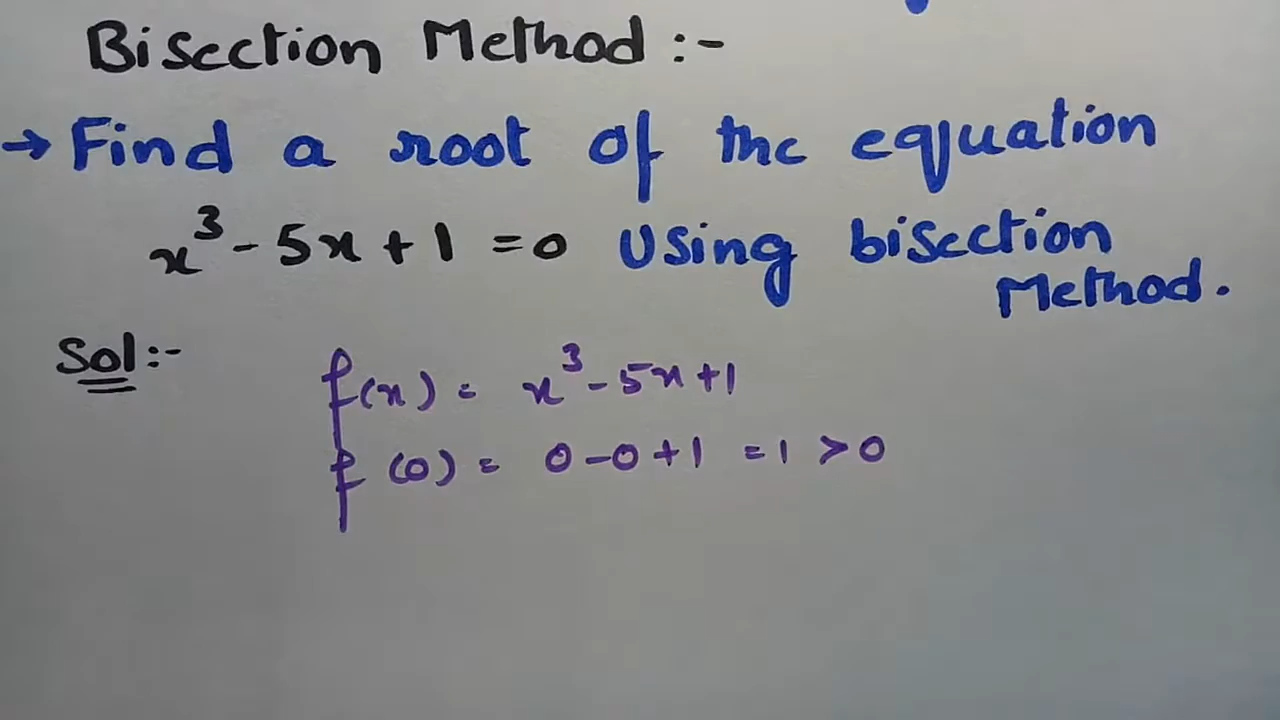 Bisection Method :-
→ Find a root of the equation
x³ - 5x + 1 = 0 Using bisection
Method.
Sol:-
f(x) = x³ - 5x + 1
f(0) = 0 - 0 + 1 = 1 > 0